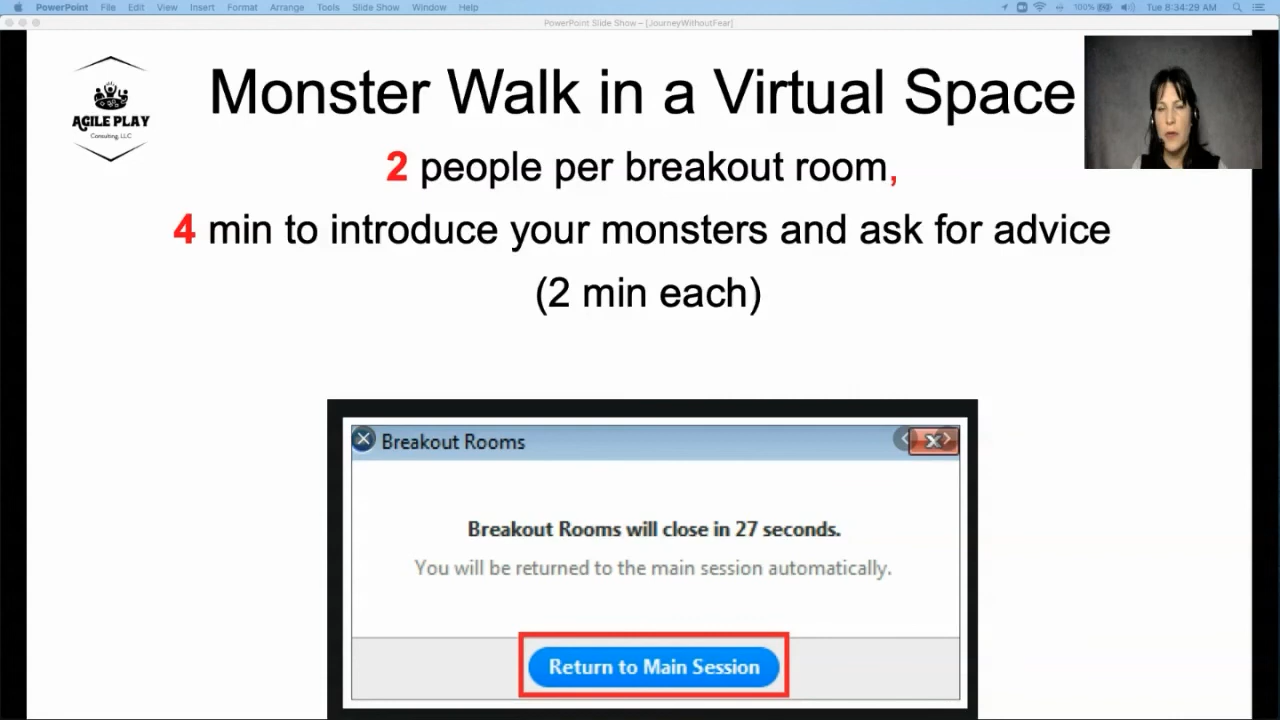 PowerPoint File Edit View Insert Format Arrange Tools Slide Show Window Help 100% Tue 8:34:29 AM
PowerPoint Slide Show – [JourneyWithoutFear]
AGILE PLAY
Consulting, LLC
Monster Walk in a Virtual Space
2 people per breakout room,
4 min to introduce your monsters and ask for advice
(2 min each)
Breakout Rooms
Breakout Rooms will close in 27 seconds.
You will be returned to the main session automatically.
Return to Main Session